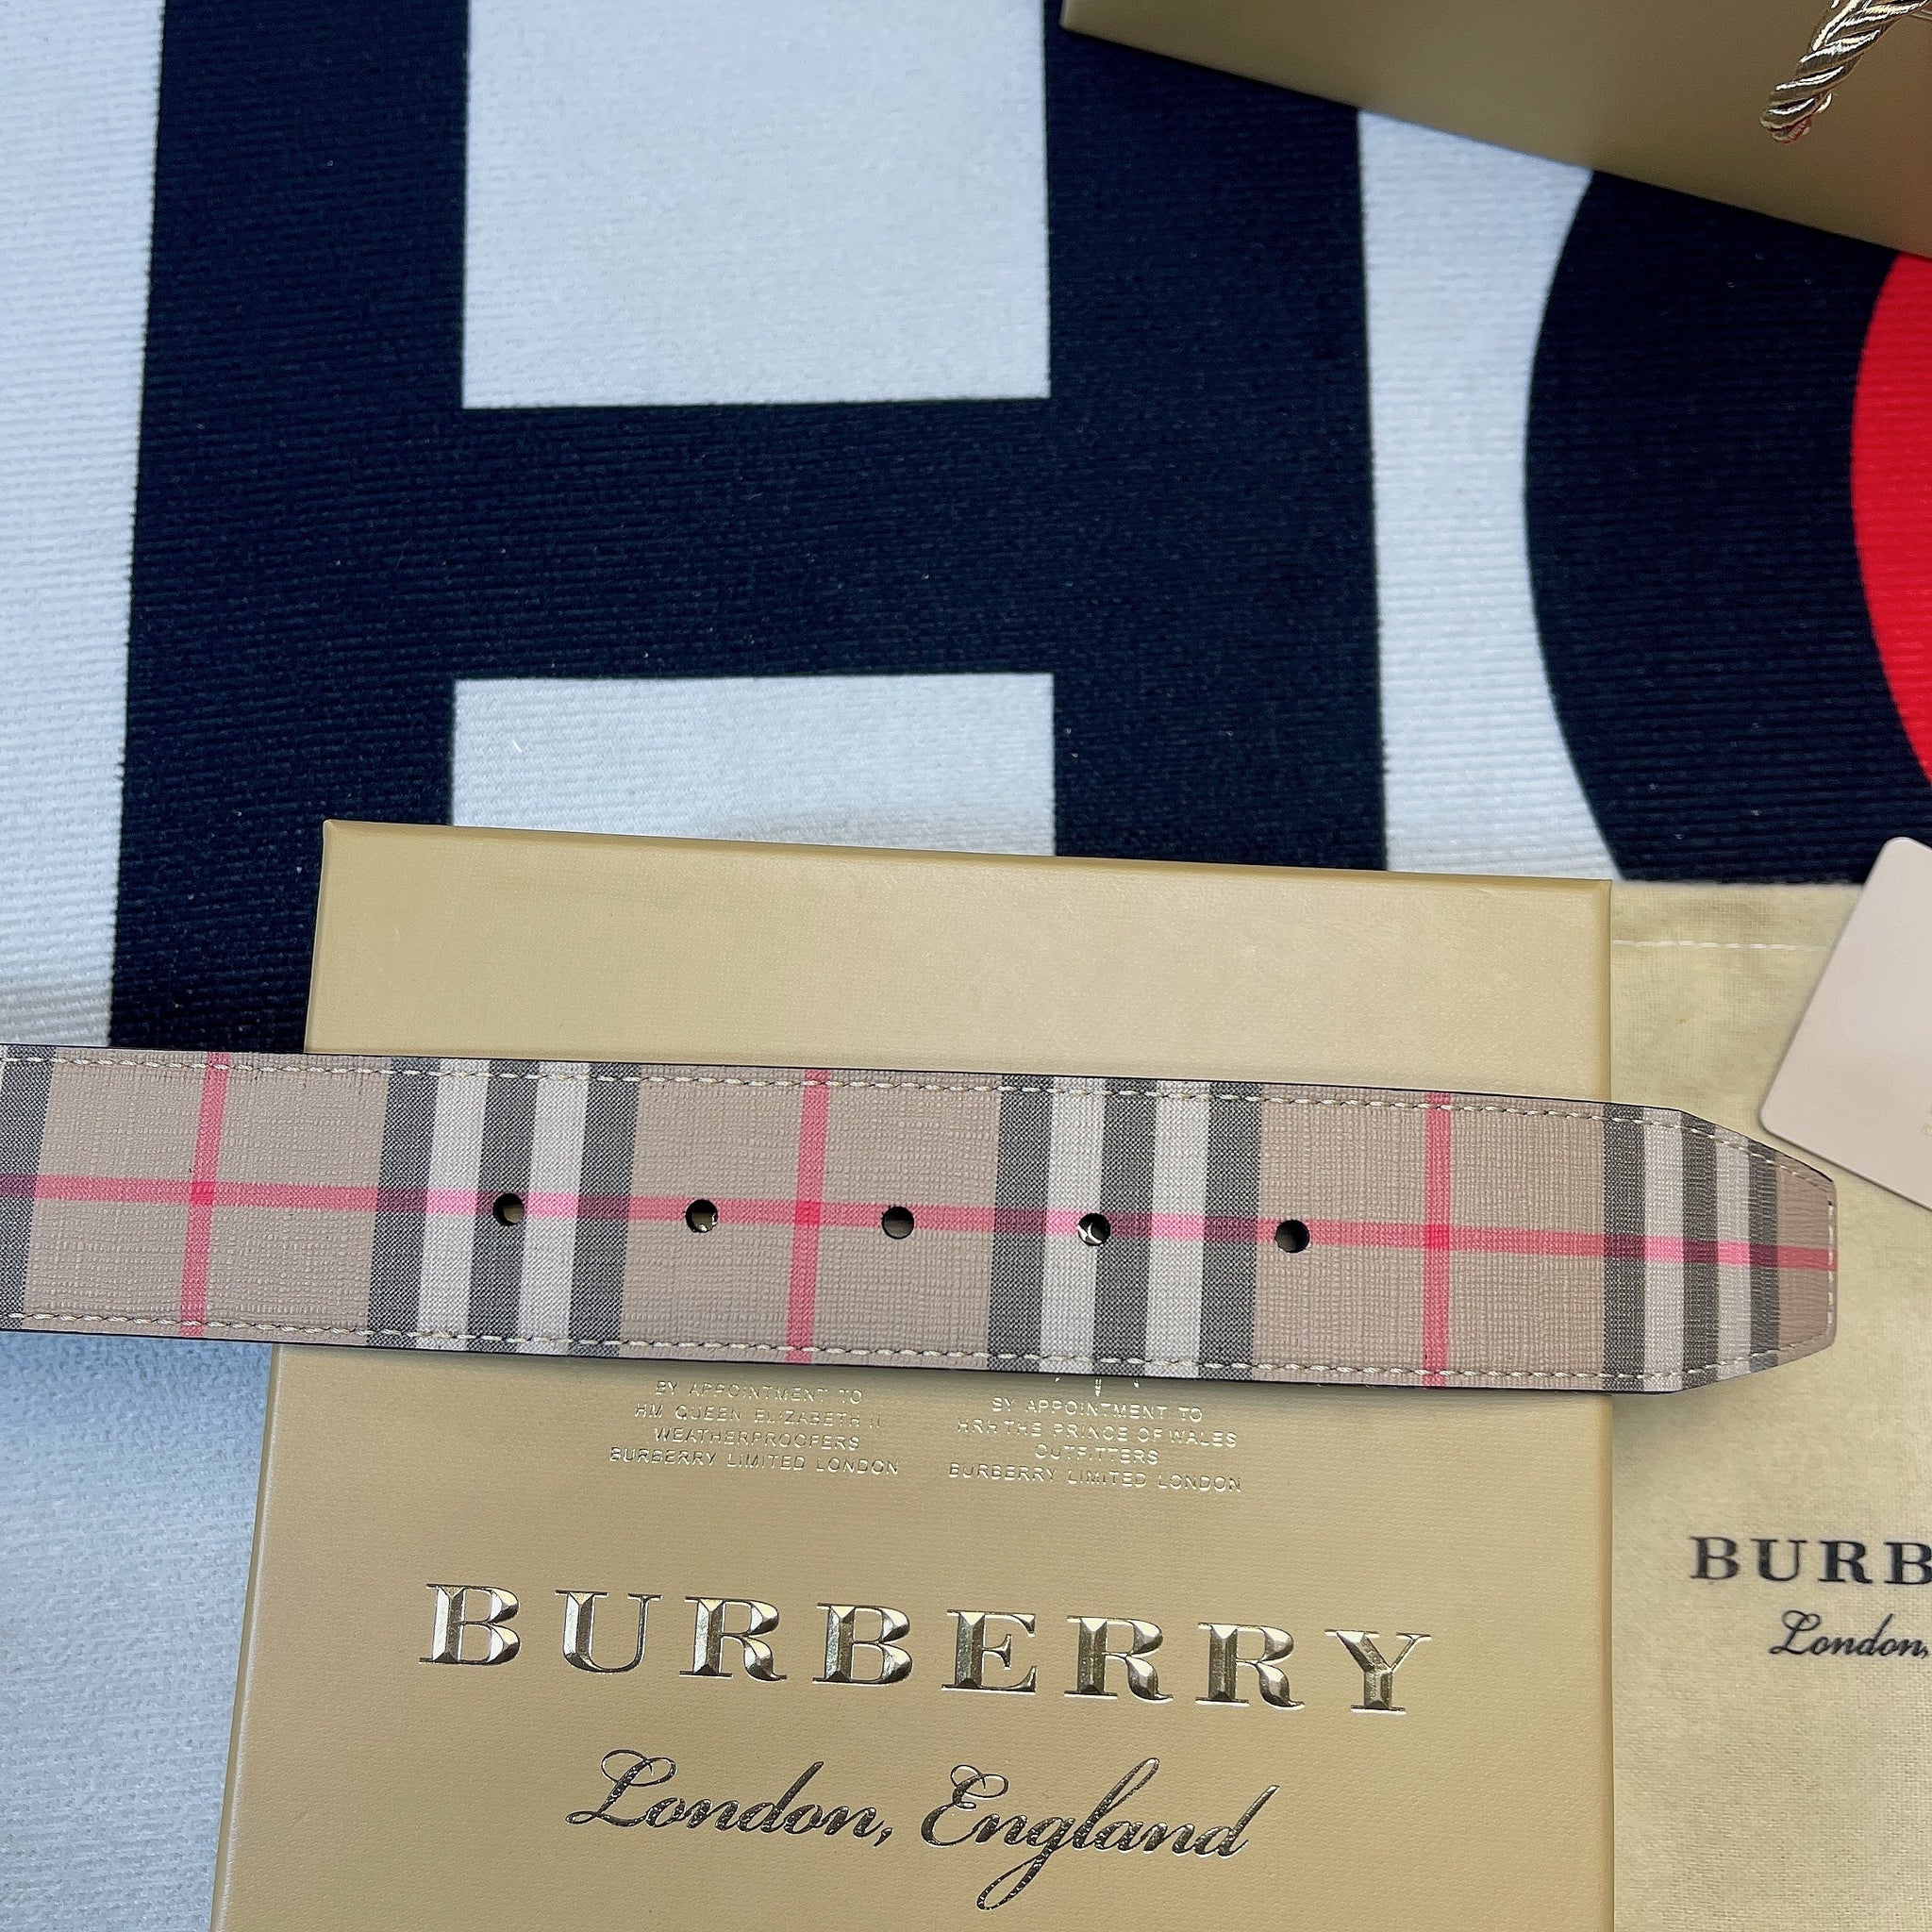 H
BY APPOINTMENT TO
HM QUEEN ELIZABETH II
WEATHERPROOFERS
BURBERRY LIMITED LONDON
BY APPOINTMENT TO
HRH THE PRINCE OF WALES
OUTFITTERS
BURBERRY LIMITED LONDON
BURBERRY
London, England
BURB
London,